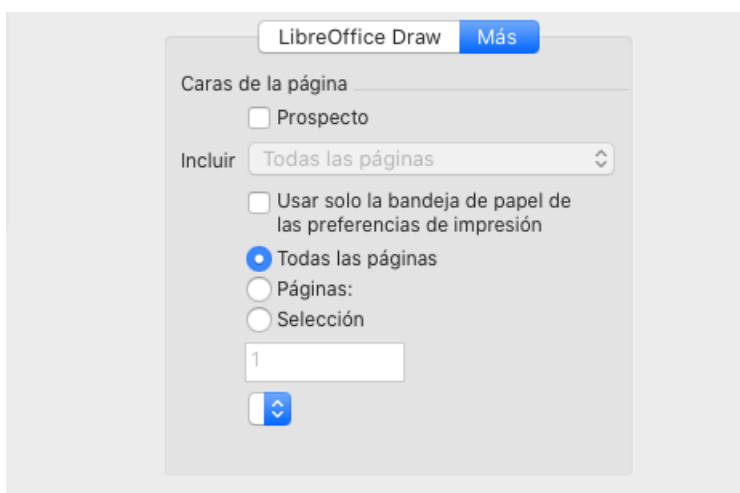 LibreOffice Draw Más
Caras de la página
Prospecto
Incluir Todas las páginas
Usar solo la bandeja de papel de
las preferencias de impresión
Todas las páginas
Páginas:
Selección
1